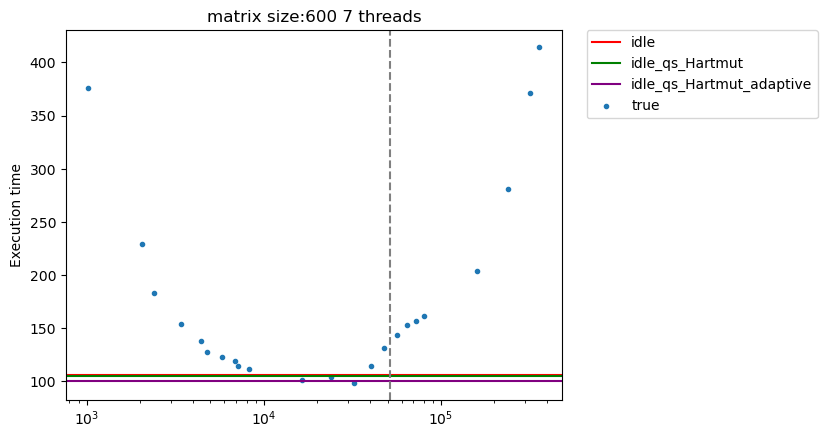 matrix size:600 7 threads
Execution time
400
350
300
250
200
150
100
10³
10⁴
10⁵
idle
idle_qs_Hartmut
idle_qs_Hartmut_adaptive
true